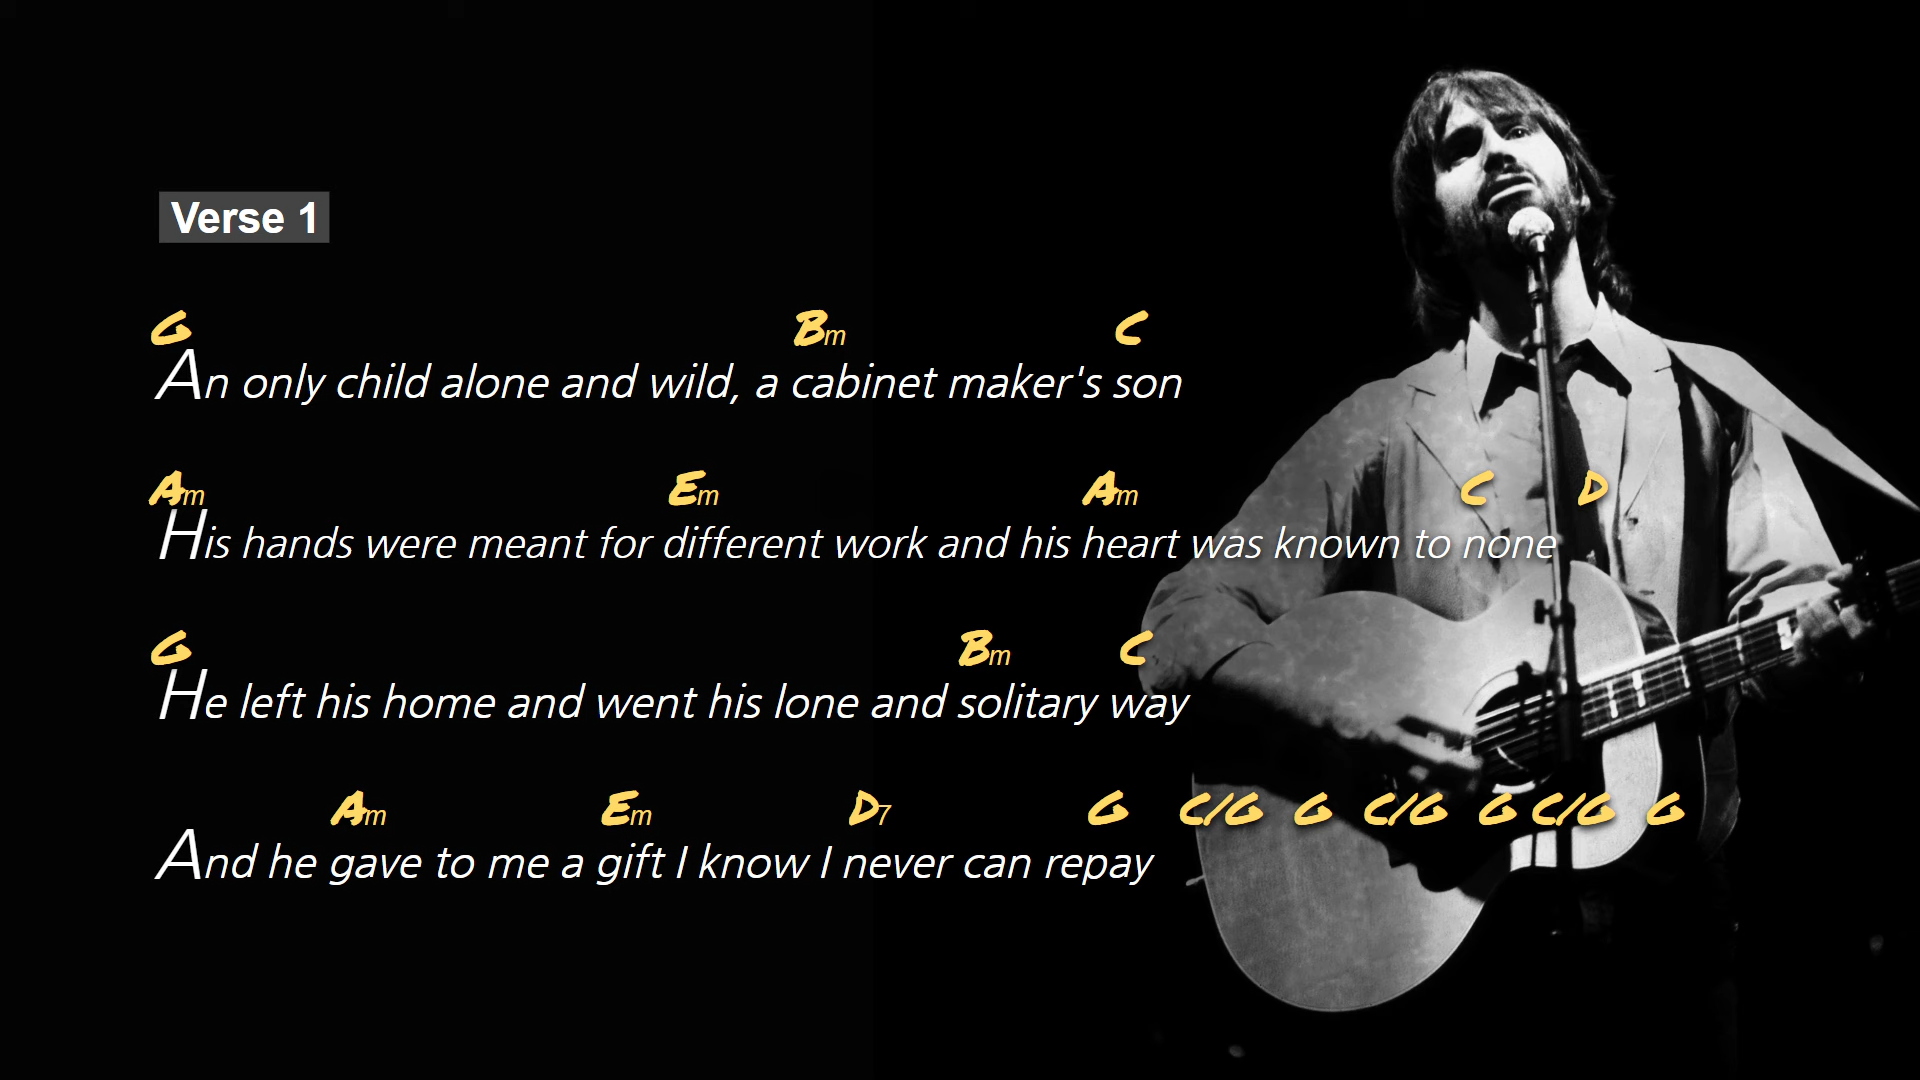 Verse 1
G Bm C
An only child alone and wild, a cabinet maker's son
Am Em Am C D
His hands were meant for different work and his heart was known to none
G Bm C
He left his home and went his lone and solitary way
Am Em D7 G C/G G C/G G C/G G
And he gave to me a gift I know I never can repay